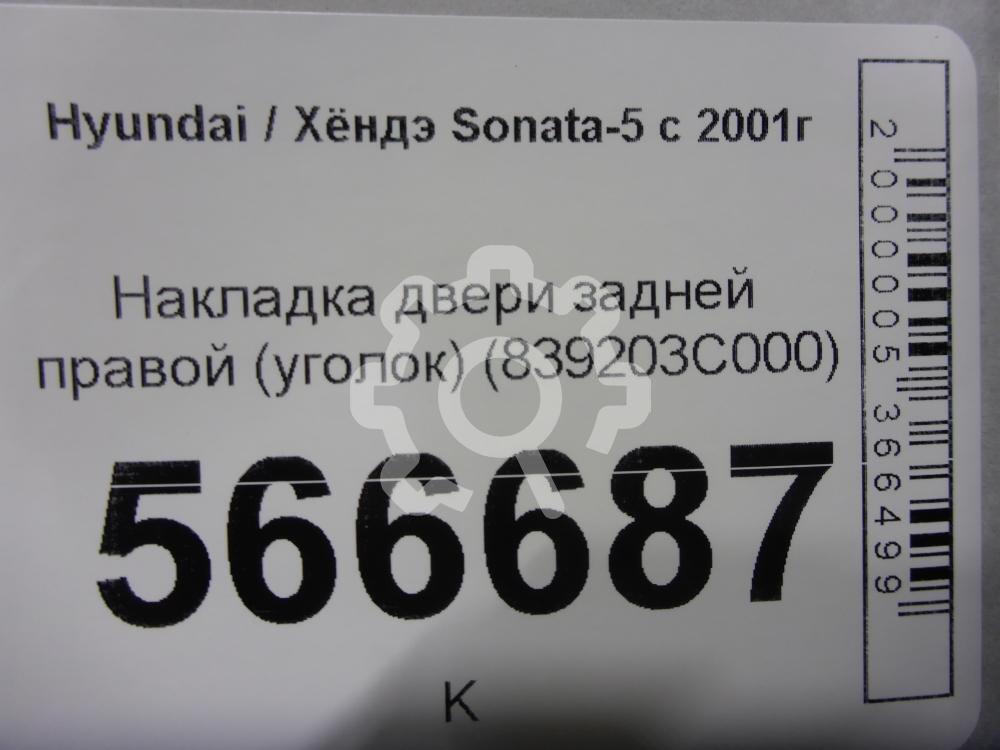 Hyundai / Хёндэ Sonata-5 с 2001г
Накладка двери задней
правой (уголок) (839203C000)
566687
К
2000005366499